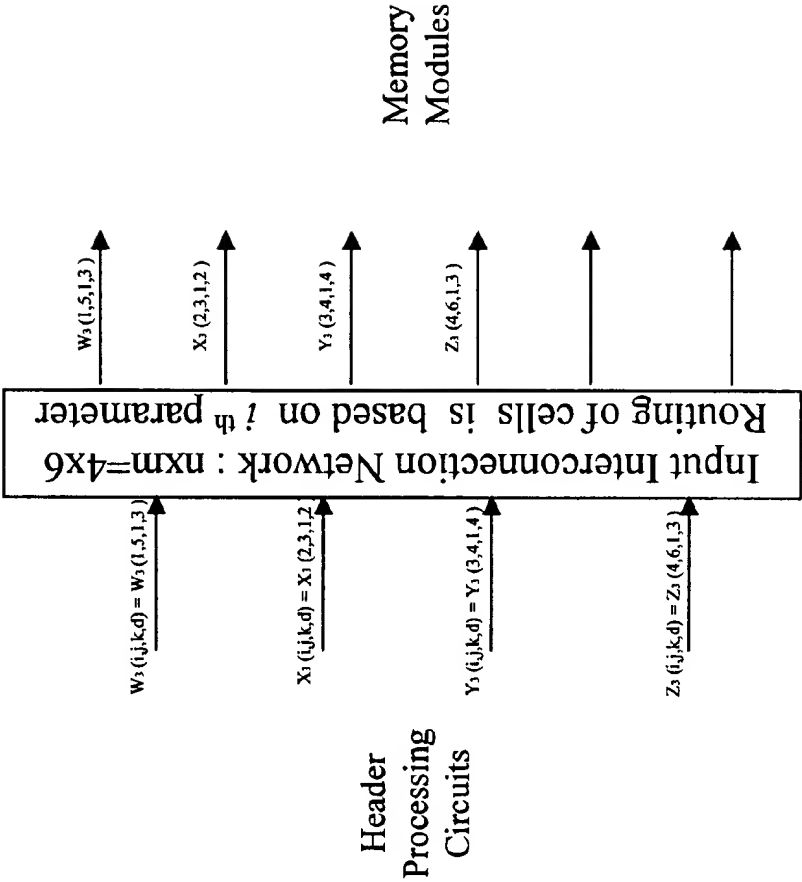 Header
Processing
Circuits
W₃ (i,j,k,d) = W₃ (1,5,1,3 )
X₃ (i,j,k,d) = X₃ (2,3,1,2 )
Y₃ (i,j,k,d) = Y₃ (3,4,1,4)
Z₃ (i,j,k,d) = Z₃ (4,6,1,3 )
Input Interconnection Network : nxm=4x6
Routing of cells is based on i th parameter
W₃ (1,5,1,3 )
X₃ (2,3,1,2 )
Y₃ (3,4,1,4)
Z₃ (4,6,1,3 )
Memory
Modules